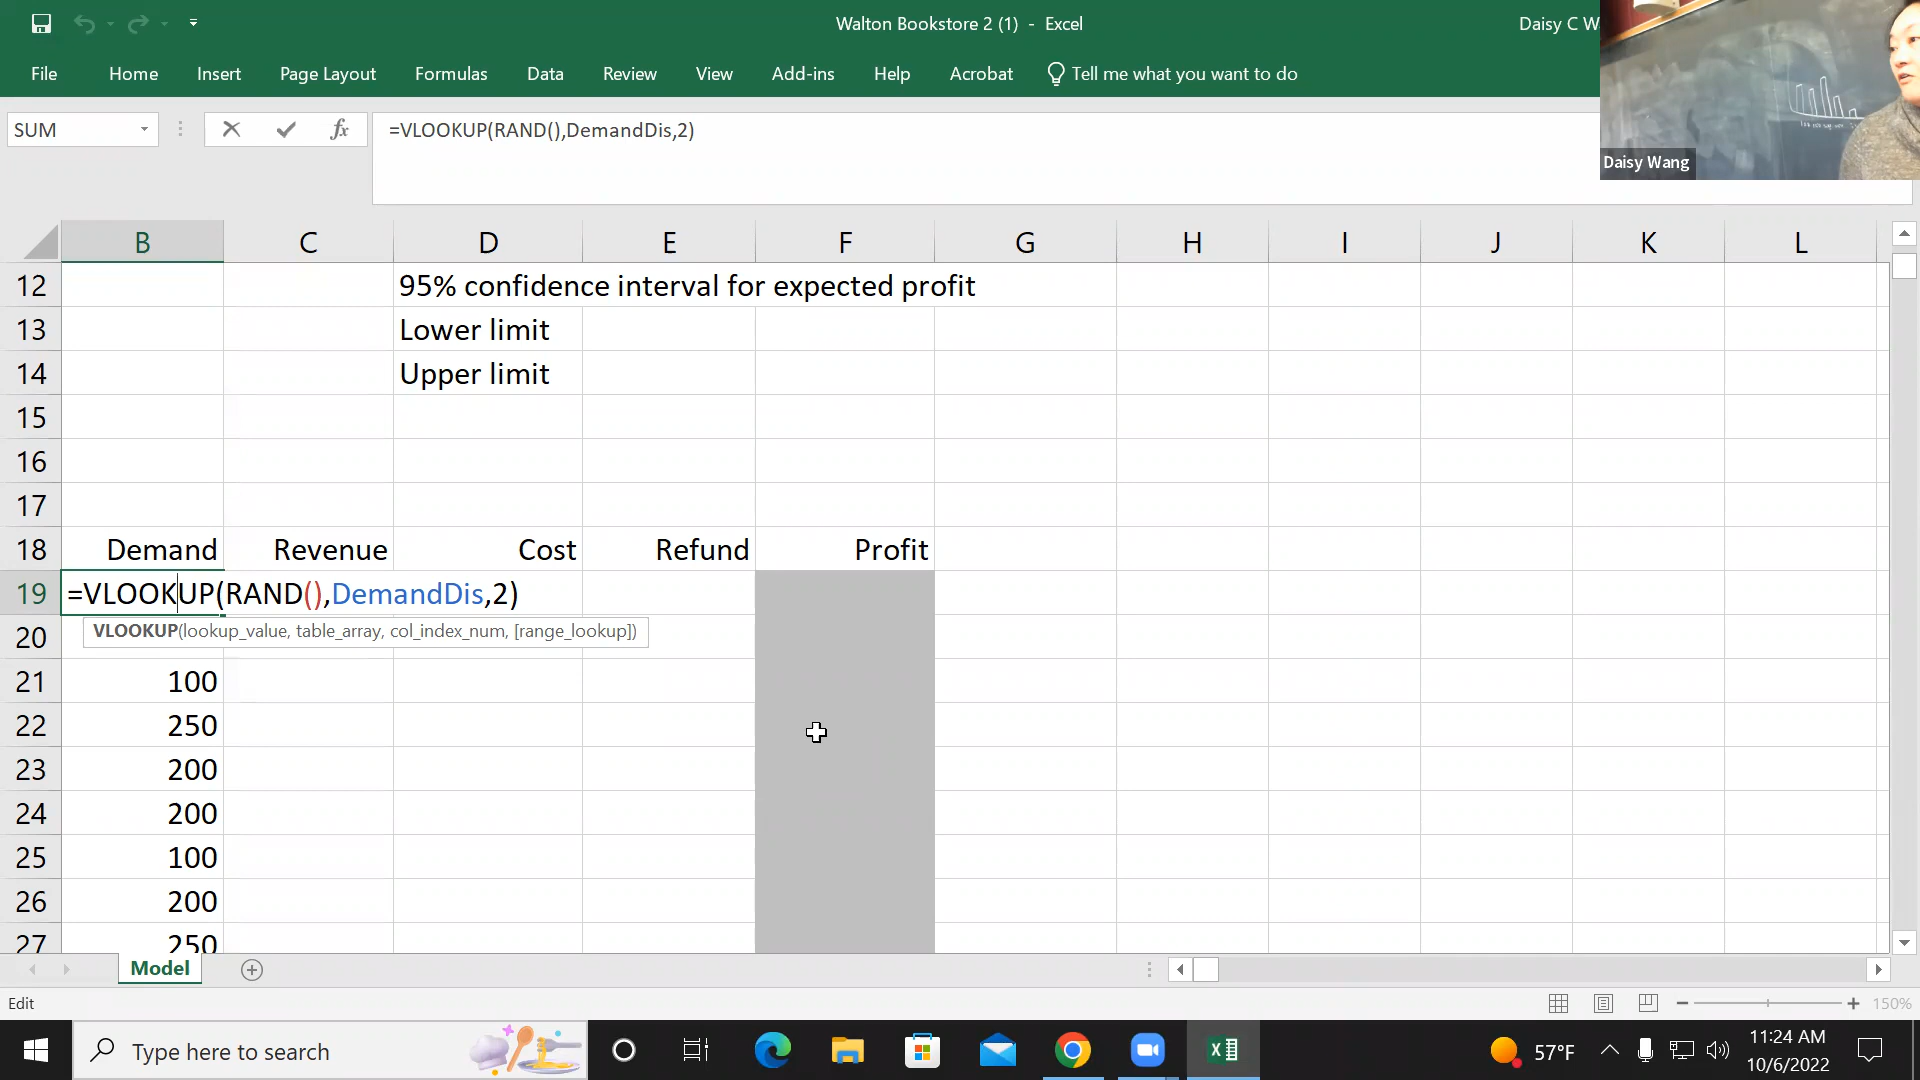 Walton Bookstore 2 (1) - Excel
Daisy C W
File Home Insert Page Layout Formulas Data Review View Add-ins Help Acrobat Tell me what you want to do
SUM
fx
=VLOOKUP(RAND(),DemandDis,2)
Daisy Wang
B C D E F G H I J K L
12 95% confidence interval for expected profit
13 Lower limit
14 Upper limit
15
16
17
18 Demand Revenue Cost Refund Profit
19 =VLOOKUP(RAND(),DemandDis,2)
VLOOKUP(lookup_value, table_array, col_index_num, [range_lookup])
20
21 100
22 250
23 200
24 200
25 100
26 200
27 250
Model
Edit
150%
Type here to search
57°F
11:24 AM
10/6/2022